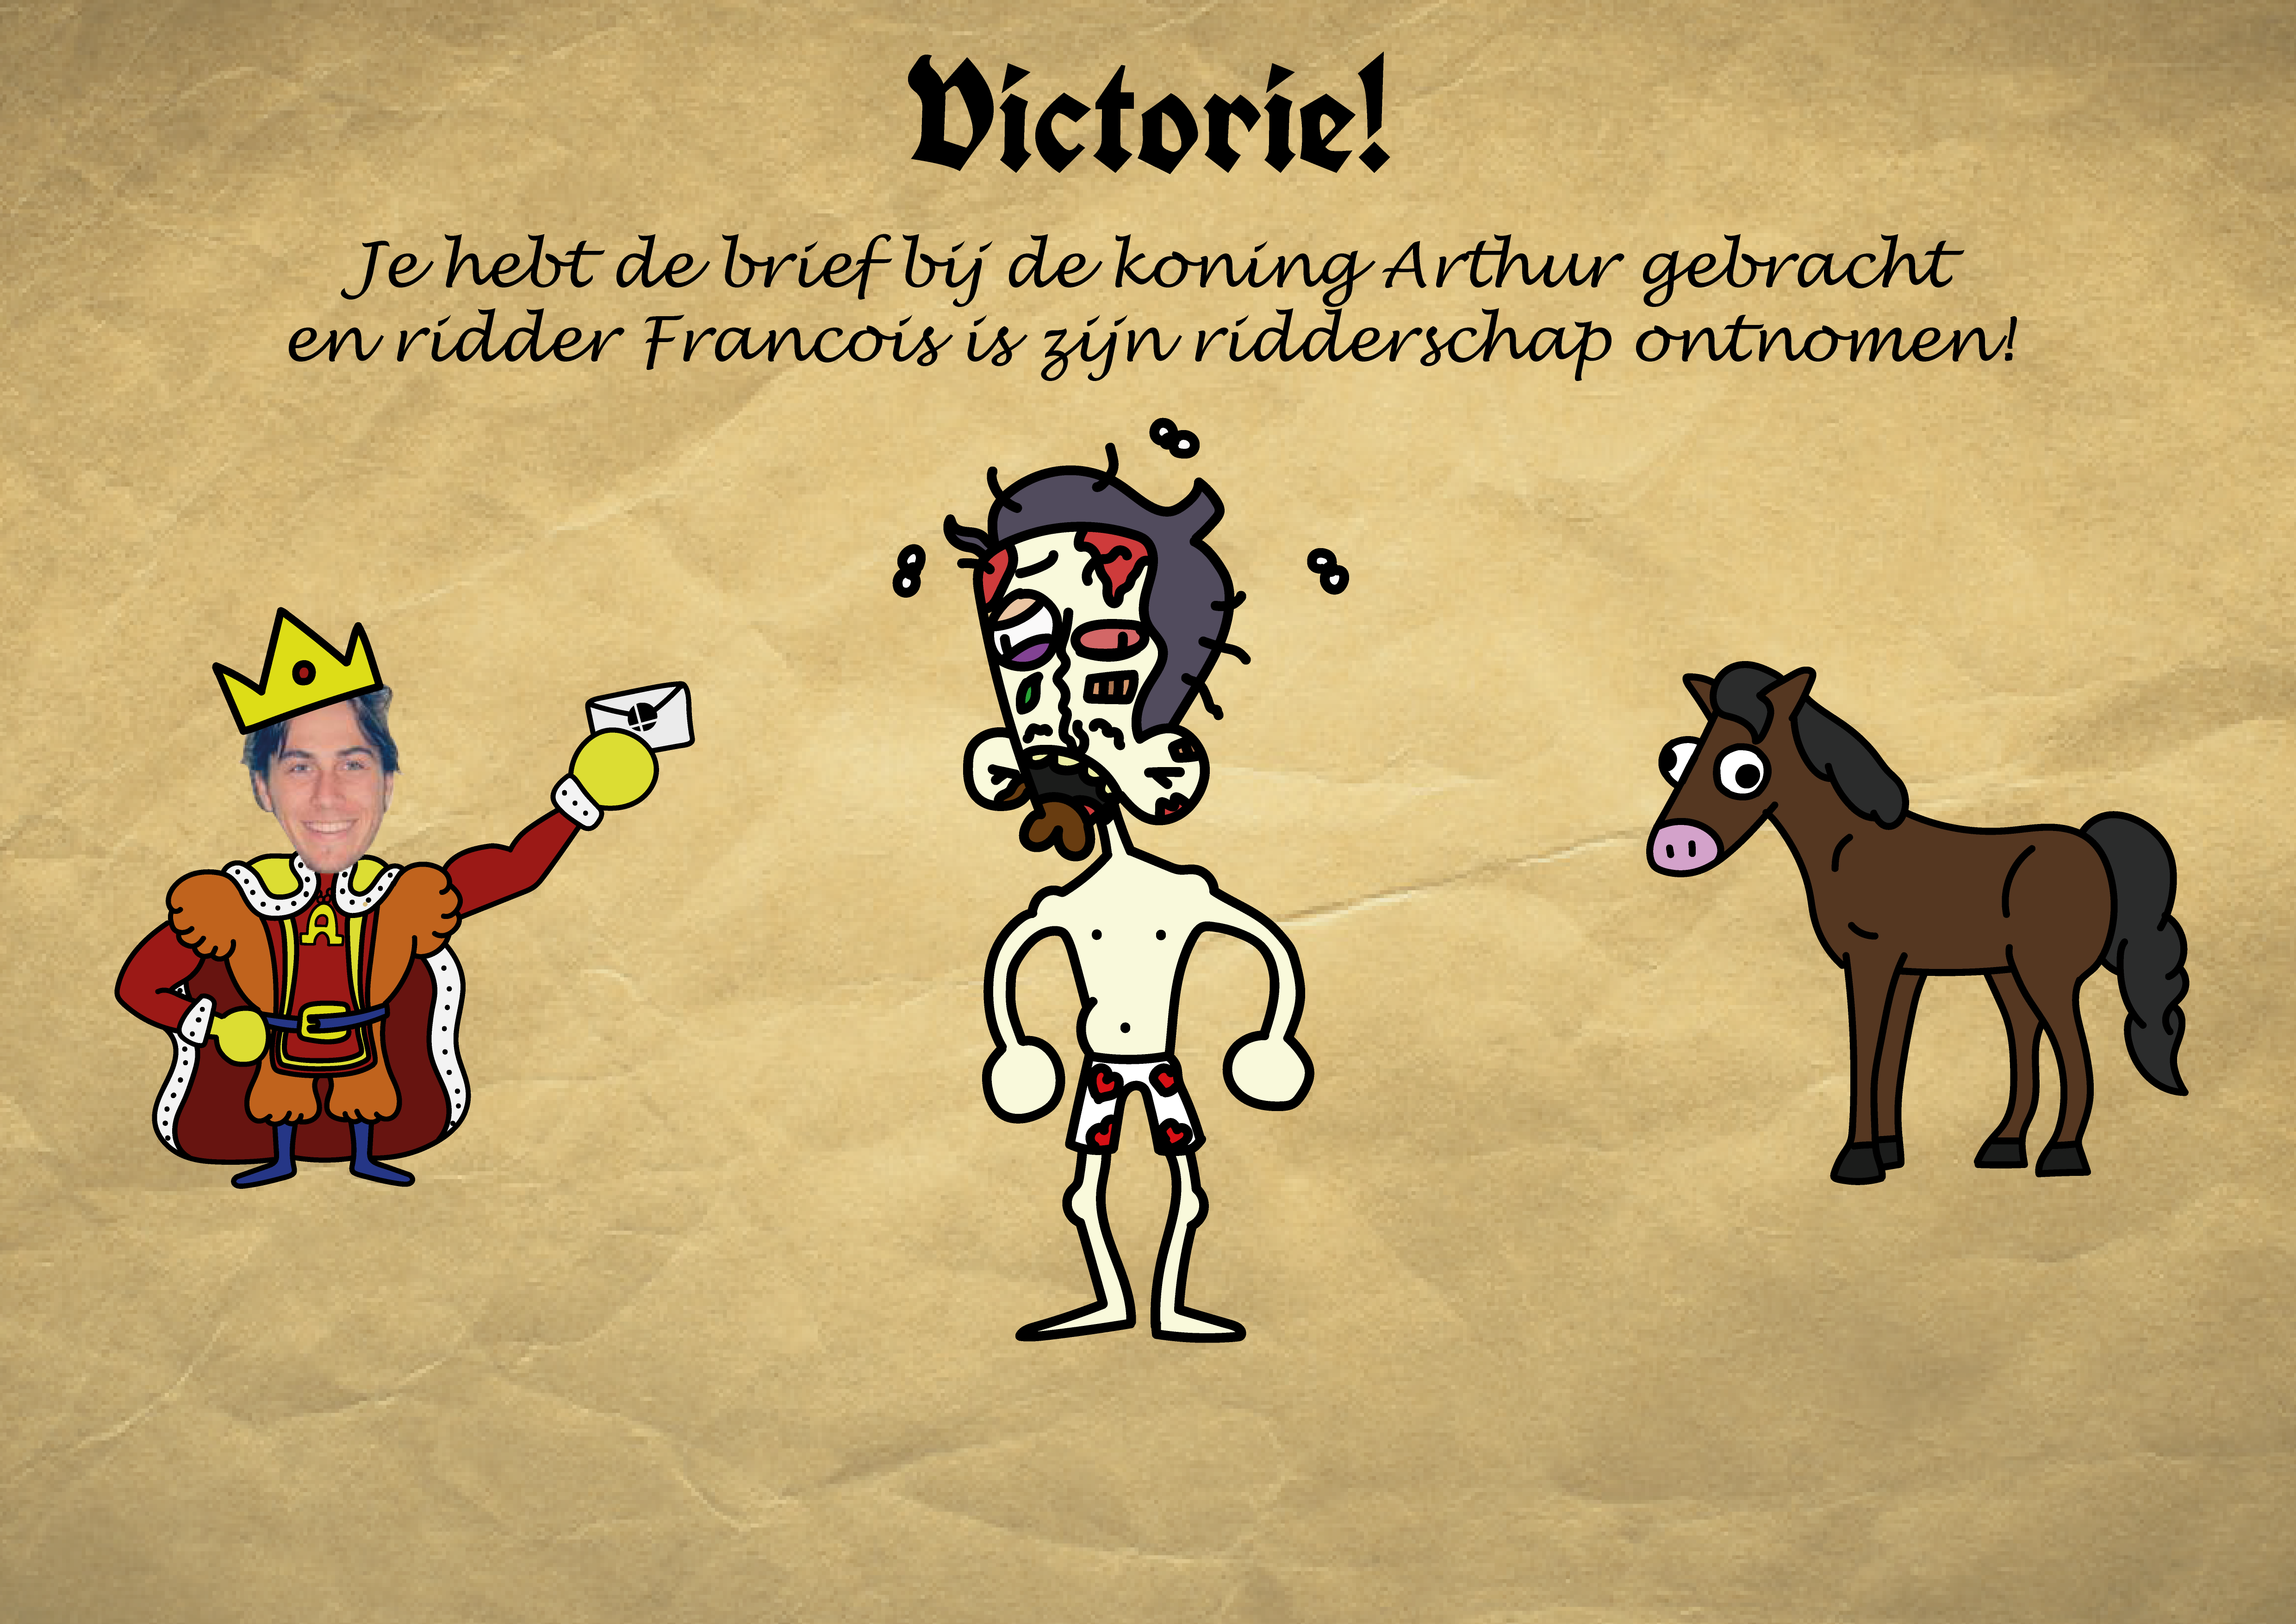 Victorie!
Je hebt de brief bij de koning Arthur gebracht
en ridder Francois is zijn ridderschap ontnomen!
A